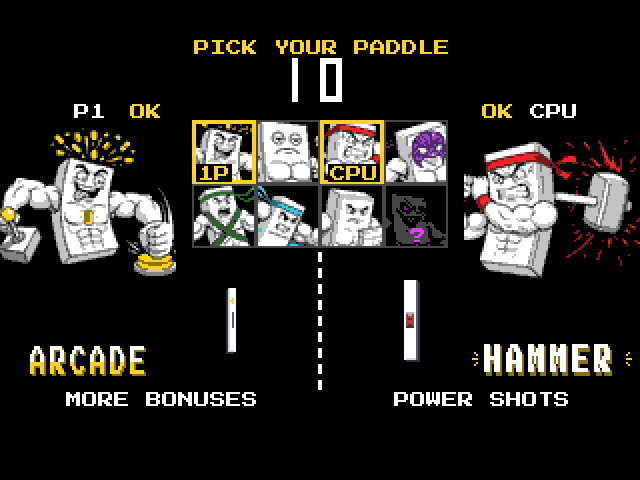 PICK YOUR PADDLE
10
P1 OK
OK CPU
1P
CPU
?
ARCADE
HAMMER
MORE BONUSES
POWER SHOTS